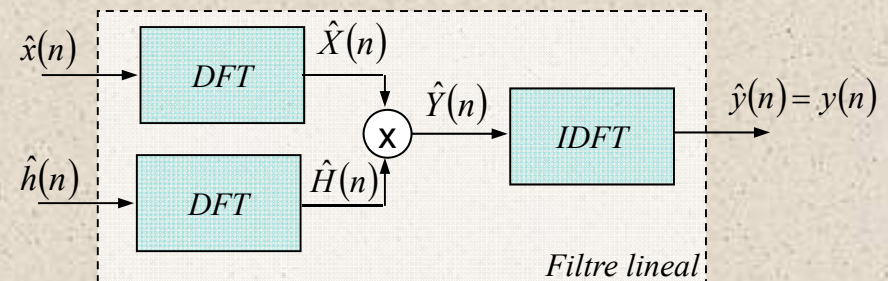 x̂(n)
DFT
X̂(n)
x
Ŷ(n)
IDFT
ŷ(n)= y(n)
ĥ(n)
DFT
Ĥ(n)
Filtre lineal